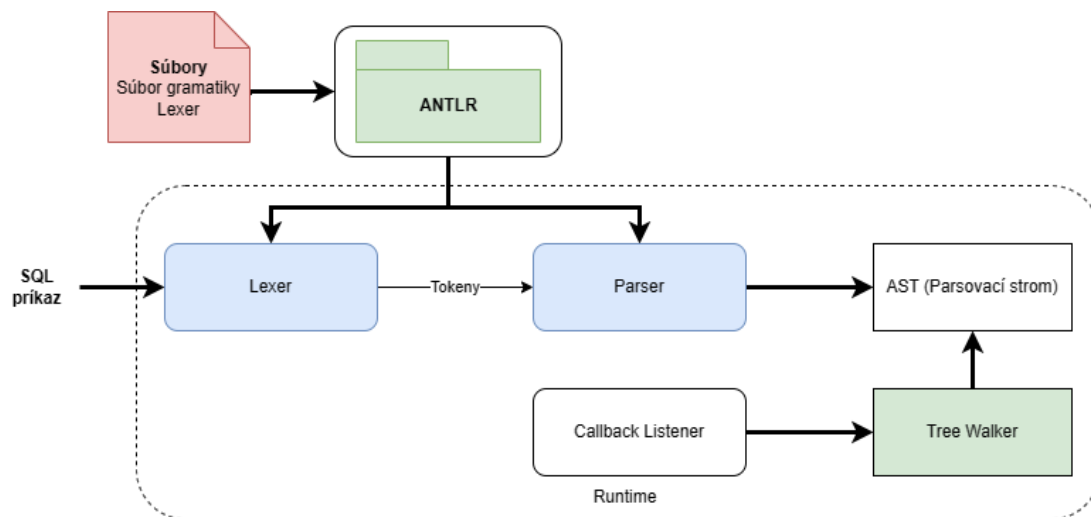 Súbory
Súbor gramatiky
Lexer
ANTLR
SQL
príkaz
Lexer
Tokeny
Parser
AST (Parsovací strom)
Callback Listener
Tree Walker
Runtime